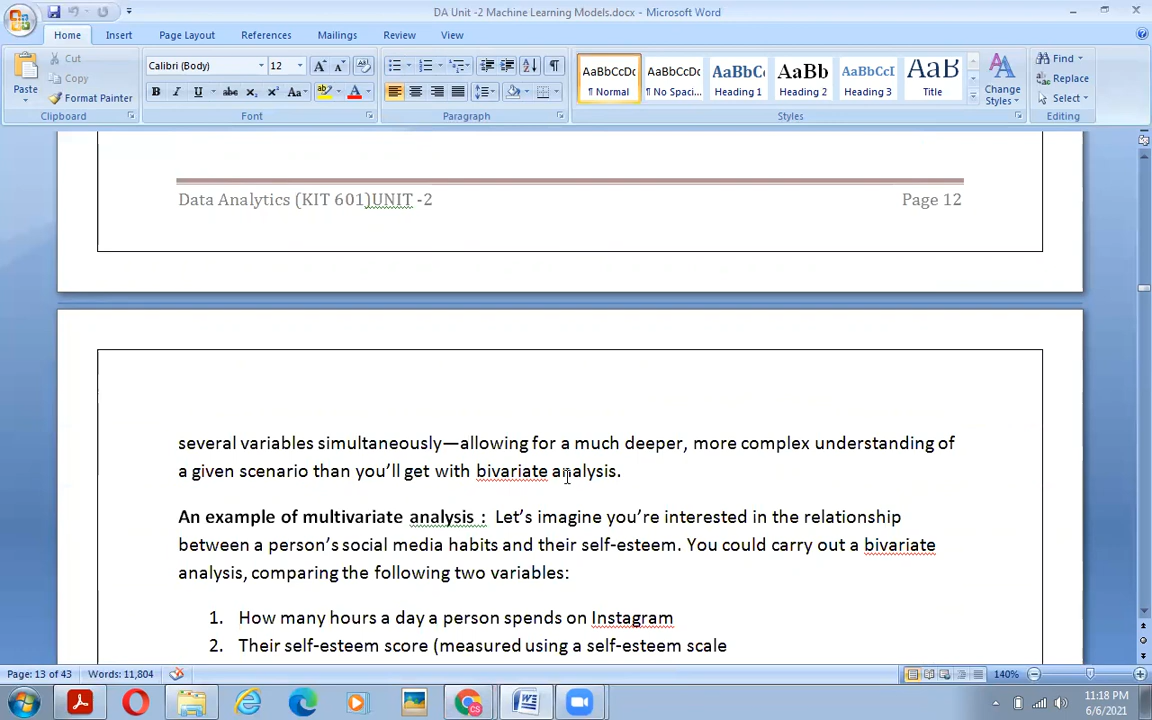 DA Unit -2 Machine Learning Models.docx - Microsoft Word
Home Insert Page Layout References Mailings Review View
Paste
Cut
Copy
Format Painter
Clipboard
Calibri (Body) 12
B I U abc x₂ x² Aa
Font
Paragraph
AaBbCcDc AaBbCcDc AaBbC AaBb AaBbCcI AaB
¶ Normal ¶ No Spaci... Heading 1 Heading 2 Heading 3 Title
Change Styles
Styles
Find
Replace
Select
Editing
Data Analytics (KIT 601)UNIT -2 Page 12
several variables simultaneously—allowing for a much deeper, more complex understanding of
a given scenario than you’ll get with bivariate analysis.
An example of multivariate analysis : Let’s imagine you’re interested in the relationship
between a person’s social media habits and their self-esteem. You could carry out a bivariate
analysis, comparing the following two variables:
1. How many hours a day a person spends on Instagram
2. Their self-esteem score (measured using a self-esteem scale
Page: 13 of 43 Words: 11,804 140%
11:18 PM
6/6/2021